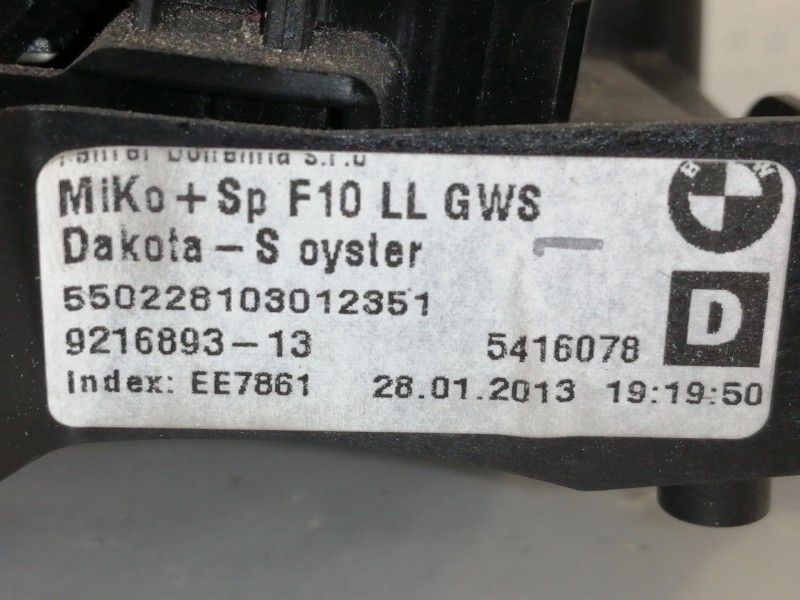 Bohemia s.r.o
MiKo + Sp F10 LL GWS
Dakota - S oyster
550228103012351
9216893-13 5416078 D
Index: EE7861 28.01.2013 19:19:50